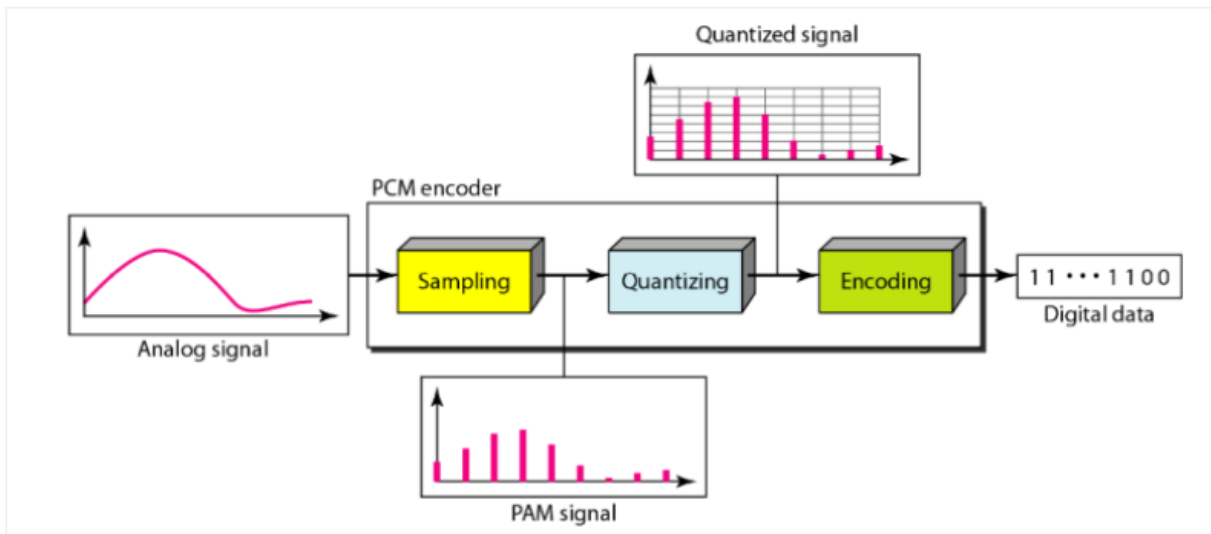 Quantized signal
PCM encoder
Sampling
Quantizing
Encoding
11 ··· 1100
Digital data
Analog signal
PAM signal